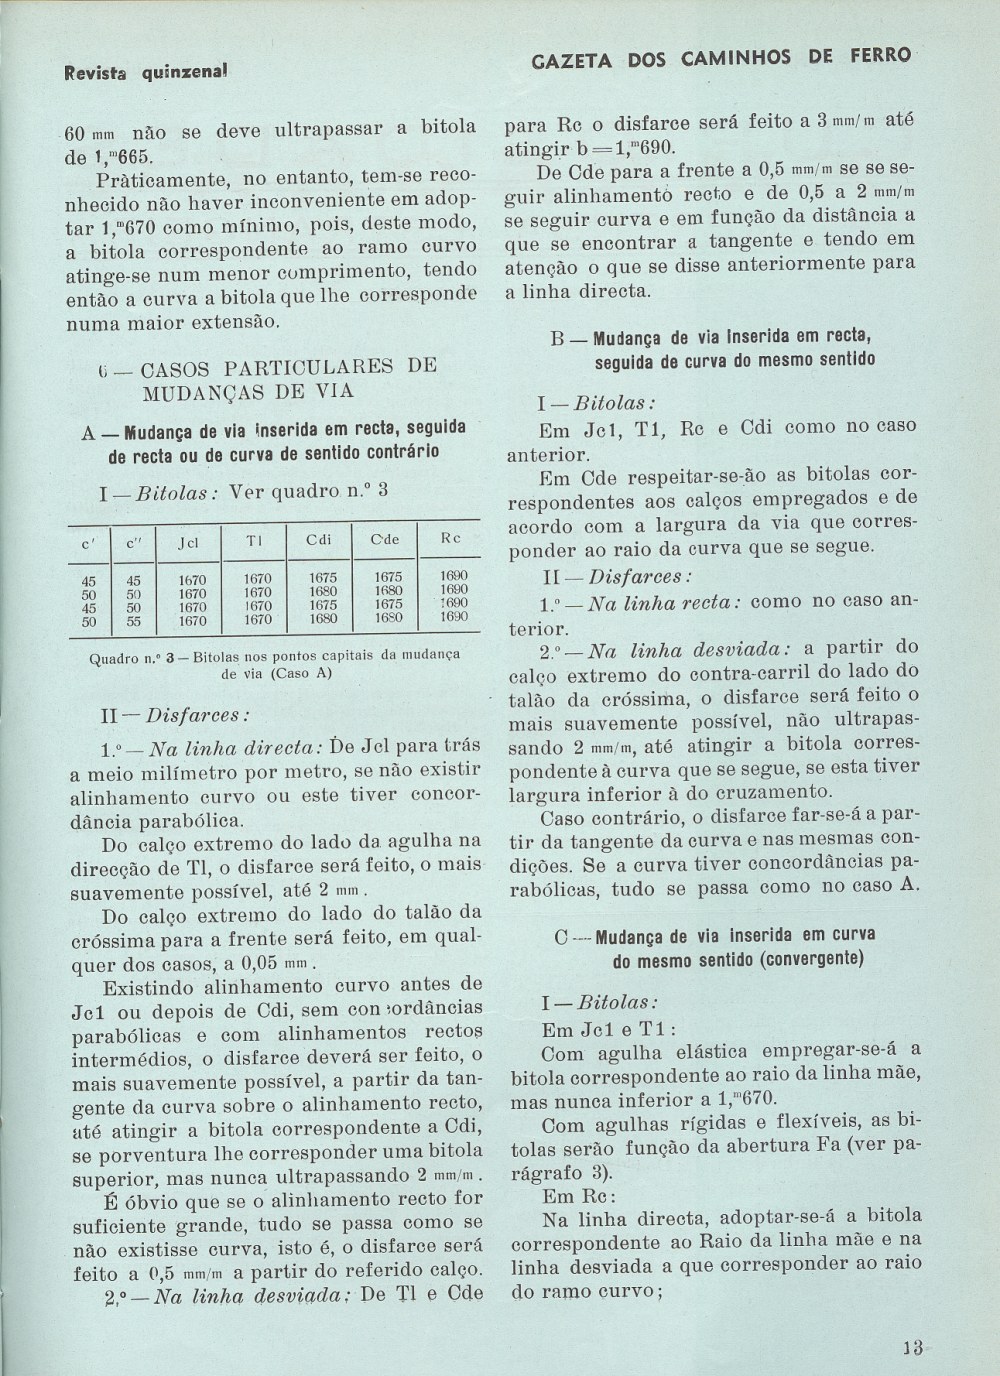 Revista quinzenal
GAZETA DOS CAMINHOS DE FERRO
60 mm não se deve ultrapassar a bitola
de 1,ᵐ665.
Pràticamente, no entanto, tem-se reco-
nhecido não haver inconveniente em adop-
tar 1,ᵐ670 como mínimo, pois, deste modo,
a bitola correspondente ao ramo curvo
atinge-se num menor comprimento, tendo
então a curva a bitola que lhe corresponde
numa maior extensão.
6 — CASOS PARTICULARES DE
MUDANÇAS DE VIA
A — Mudança de via inserida em recta, seguida
de recta ou de curva de sentido contrário
I — Bitolas: Ver quadro n.º 3
c' c'' Jcl T1 Cdi Cde Rc
45 45 1670 1670 1675 1675 1690
50 50 1670 1670 1680 1680 1690
45 50 1670 1670 1675 1675 1690
50 55 1670 1670 1680 1680 1690
Quadro n.º 3 — Bitolas nos pontos capitais da mudança
de via (Caso A)
II — Disfarces:
1.º — Na linha directa: De Jcl para trás
a meio milímetro por metro, se não existir
alinhamento curvo ou este tiver concor-
dância parabólica.
Do calço extremo do lado da agulha na
direcção de Tl, o disfarce será feito, o mais
suavemente possível, até 2 mm.
Do calço extremo do lado do talão da
cróssima para a frente será feito, em qual-
quer dos casos, a 0,05 mm.
Existindo alinhamento curvo antes de
Jc1 ou depois de Cdi, sem concordâncias
parabólicas e com alinhamentos rectos
intermédios, o disfarce deverá ser feito, o
mais suavemente possível, a partir da tan-
gente da curva sobre o alinhamento recto,
até atingir a bitola correspondente a Cdi,
se porventura lhe corresponder uma bitola
superior, mas nunca ultrapassando 2 mm/m.
É óbvio que se o alinhamento recto for
suficiente grande, tudo se passa como se
não existisse curva, isto é, o disfarce será
feito a 0,5 mm/m a partir do referido calço.
2.º — Na linha desviada: De Tl e Cde
para Rc o disfarce será feito a 3 mm/m até
atingir b = 1,ᵐ690.
De Cde para a frente a 0,5 mm/m se se se-
guir alinhamento recto e de 0,5 a 2 mm/m
se seguir curva e em função da distância a
que se encontrar a tangente e tendo em
atenção o que se disse anteriormente para
a linha directa.
B — Mudança de via inserida em recta,
seguida de curva do mesmo sentido
I — Bitolas:
Em Jc1, T1, Rc e Cdi como no caso
anterior.
Em Cde respeitar-se-ão as bitolas cor-
respondentes aos calços empregados e de
acordo com a largura da via que corres-
ponder ao raio da curva que se segue.
II — Disfarces:
1.º — Na linha recta: como no caso an-
terior.
2.º — Na linha desviada: a partir do
calço extremo do contra-carril do lado do
talão da cróssima, o disfarce será feito o
mais suavemente possível, não ultrapas-
sando 2 mm/m, até atingir a bitola corres-
pondente à curva que se segue, se esta tiver
largura inferior à do cruzamento.
Caso contrário, o disfarce far-se-á a par-
tir da tangente da curva e nas mesmas con-
dições. Se a curva tiver concordâncias pa-
rabólicas, tudo se passa como no caso A.
C — Mudança de via inserida em curva
do mesmo sentido (convergente)
I — Bitolas:
Em Jc1 e T1:
Com agulha elástica empregar-se-á a
bitola correspondente ao raio da linha mãe,
mas nunca inferior a 1,ᵐ670.
Com agulhas rígidas e flexíveis, as bi-
tolas serão função da abertura Fa (ver pa-
rágrafo 3).
Em Rc:
Na linha directa, adoptar-se-á a bitola
correspondente ao Raio da linha mãe e na
linha desviada a que corresponder ao raio
do ramo curvo;
13